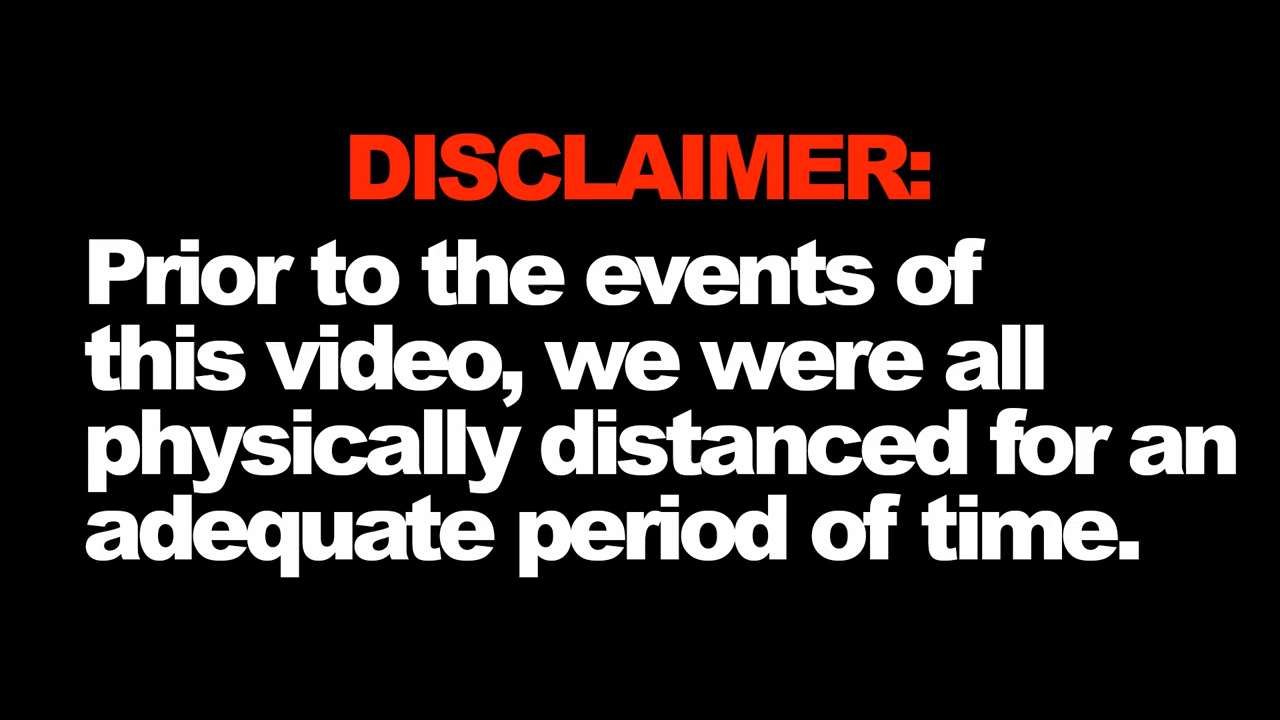 DISCLAIMER:
Prior to the events of
this video, we were all
physically distanced for an
adequate period of time.